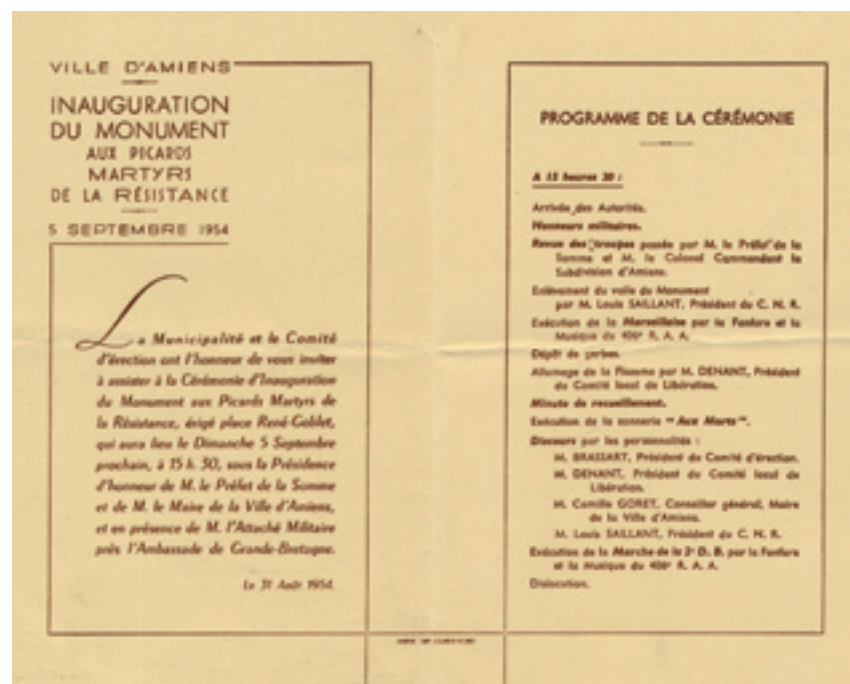 VILLE D'AMIENS
INAUGURATION
DU MONUMENT
AUX PICARDS
MARTYRS
DE LA RÉSISTANCE
5 SEPTEMBRE 1954
La Municipalité et le Comité
d'érection ont l'honneur de vous inviter
à assister à la Cérémonie d'Inauguration
du Monument aux Picards Martyrs de
la Résistance, érigé place René-Goblet,
qui aura lieu le Dimanche 5 Septembre
prochain, à 15 h. 30, sous la Présidence
d'honneur de M. le Préfet de la Somme
et de M. le Maire de la Ville d'Amiens,
et en présence de M. l'Attaché Militaire
près l'Ambassade de Grande-Bretagne.
Le 31 Août 1954.
PROGRAMME DE LA CÉRÉMONIE
A 15 heures 30 :
Arrivée des Autorités.
Honneurs militaires.
Revue des troupes passée par M. le Préfet de la
Somme et M. le Colonel Commandant la
Subdivision d'Amiens.
Enlèvement du voile du Monument
par M. Louis SAILLANT, Président du C. N. R.
Exécution de la Marseillaise par la Fanfare et la
Musique du 406e R. A. A.
Dépôt de gerbes.
Allumage de la Flamme par M. DENANT, Président
du Comité local de Libération.
Minute de recueillement.
Exécution de la sonnerie "Aux Morts".
Discours par les personnalités :
M. BRASSART, Président du Comité d'érection.
M. DENANT, Président du Comité local de
Libération.
M. Camille GORET, Conseiller général, Maire
de la Ville d'Amiens.
M. Louis SAILLANT, Président du C. N. R.
Exécution de la Marche de la 2e D. B. par la Fanfare
et la Musique du 406e R. A. A.
Dislocation.